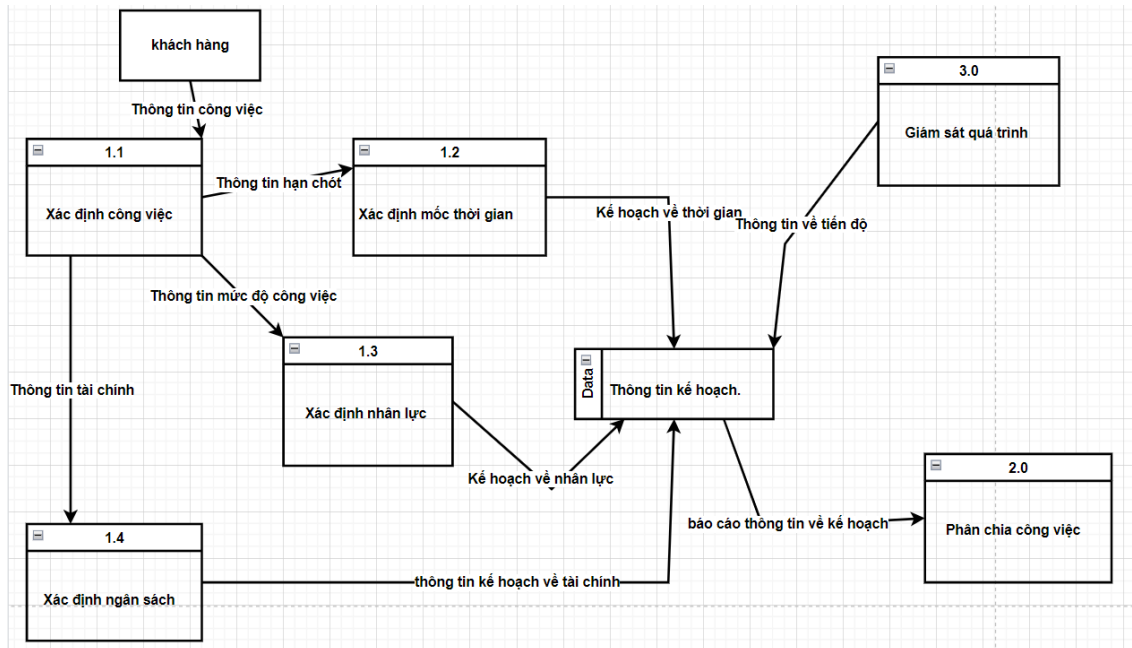 khách hàng
Thông tin công việc
3.0
Giám sát quá trình
1.1
Xác định công việc
Thông tin hạn chót
1.2
Xác định mốc thời gian
Kế hoạch về thời gian
Thông tin về tiến độ
Thông tin mức độ công việc
1.3
Xác định nhân lực
Thông tin tài chính
Data
Thông tin kế hoạch.
Kế hoạch về nhân lực
2.0
Phân chia công việc
báo cáo thông tin về kế hoạch
1.4
Xác định ngân sách
thông tin kế hoạch về tài chính